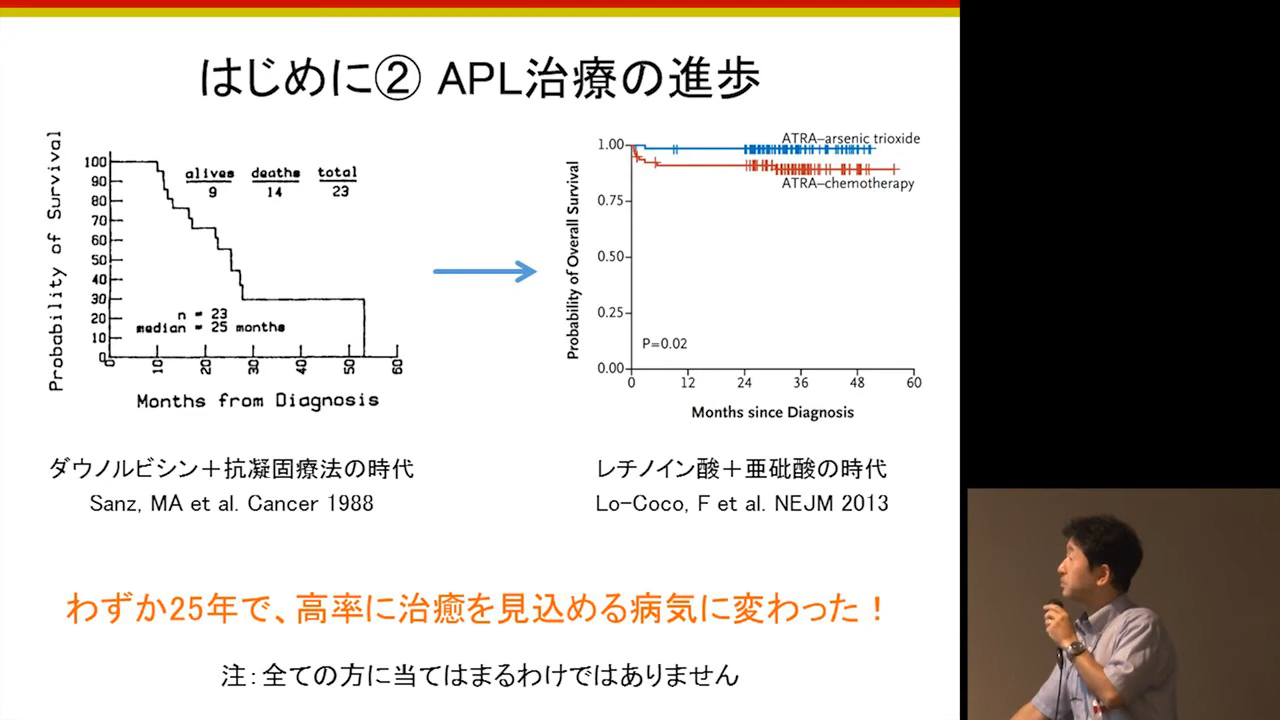 はじめに② APL治療の進歩
Probability of Survival
alives deaths total
9 14 23
100
90
80
70
60
50
40
30
20
10
0
n = 23
median = 25 months
0 10 20 30 40 50 60
Months from Diagnosis
ダウノルビシン＋抗凝固療法の時代
Sanz, MA et al. Cancer 1988
Probability of Overall Survival
1.00
0.75
0.50
0.25
0.00
ATRA–arsenic trioxide
ATRA–chemotherapy
P=0.02
0 12 24 36 48 60
Months since Diagnosis
レチノイン酸＋亜砒酸の時代
Lo-Coco, F et al. NEJM 2013
わずか25年で、高率に治癒を見込める病気に変わった！
注：全ての方に当てはまるわけではありません